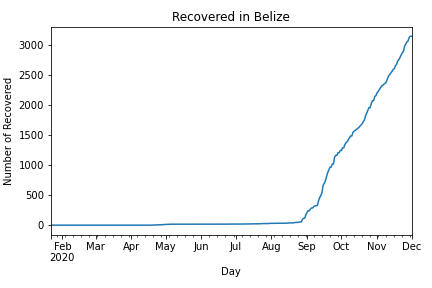 Recovered in Belize
Number of Recovered
3000
2500
2000
1500
1000
500
0
Feb Mar Apr May Jun Jul Aug Sep Oct Nov Dec
2020
Day